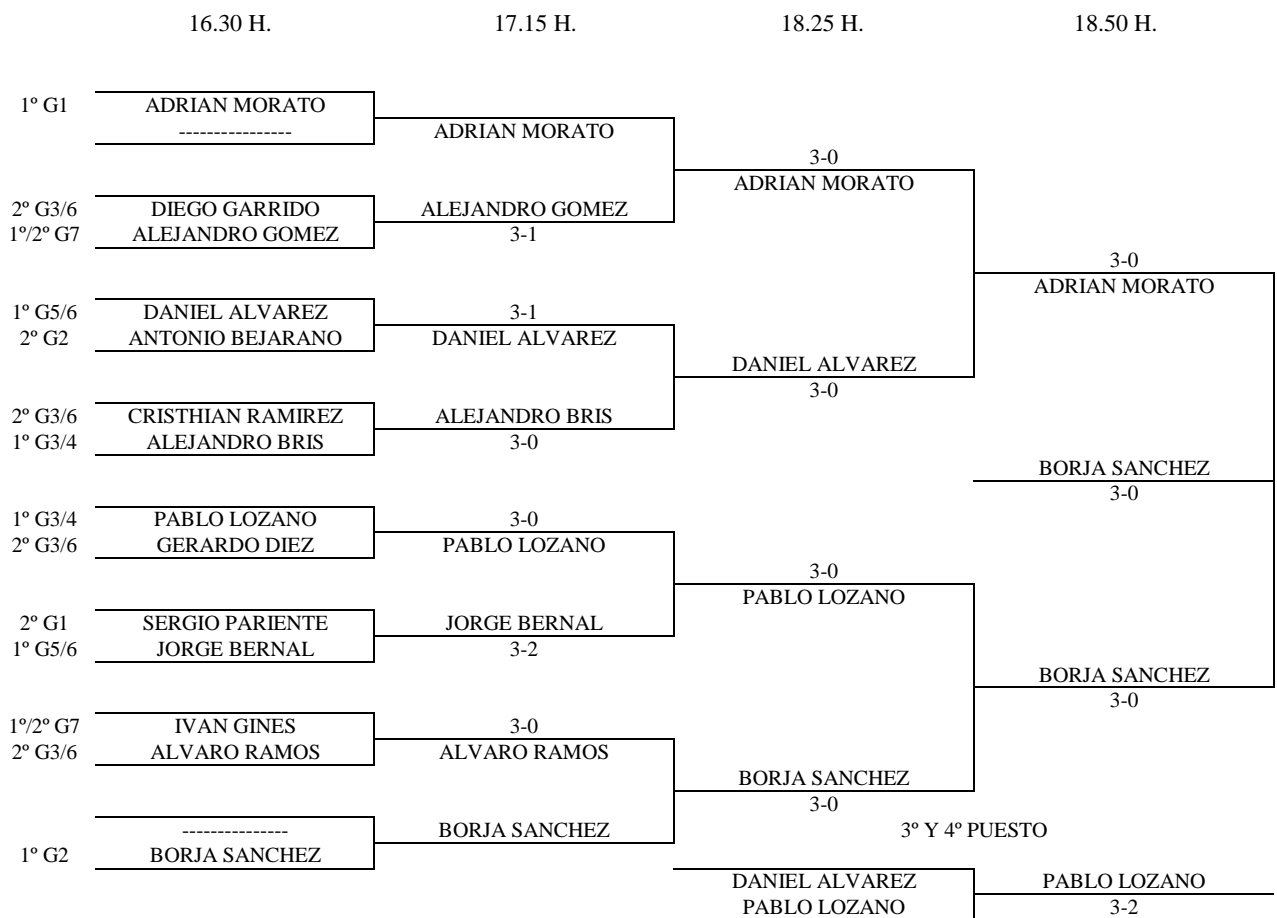 16.30 H. 17.15 H. 18.25 H. 18.50 H.
1º G1 ADRIAN MORATO
----------------
ADRIAN MORATO
3-0
ADRIAN MORATO
2º G3/6 DIEGO GARRIDO ALEJANDRO GOMEZ
1º/2º G7 ALEJANDRO GOMEZ 3-1
3-0
ADRIAN MORATO
1º G5/6 DANIEL ALVAREZ 3-1
2º G2 ANTONIO BEJARANO DANIEL ALVAREZ
DANIEL ALVAREZ
3-0
2º G3/6 CRISTHIAN RAMIREZ ALEJANDRO BRIS
1º G3/4 ALEJANDRO BRIS 3-0
BORJA SANCHEZ
3-0
1º G3/4 PABLO LOZANO 3-0
2º G3/6 GERARDO DIEZ PABLO LOZANO
3-0
PABLO LOZANO
2º G1 SERGIO PARIENTE JORGE BERNAL
1º G5/6 JORGE BERNAL 3-2
BORJA SANCHEZ
3-0
1º/2º G7 IVAN GINES 3-0
2º G3/6 ALVARO RAMOS ALVARO RAMOS
BORJA SANCHEZ
3-0
--------------- BORJA SANCHEZ 3º Y 4º PUESTO
1º G2 BORJA SANCHEZ
DANIEL ALVAREZ PABLO LOZANO
PABLO LOZANO 3-2